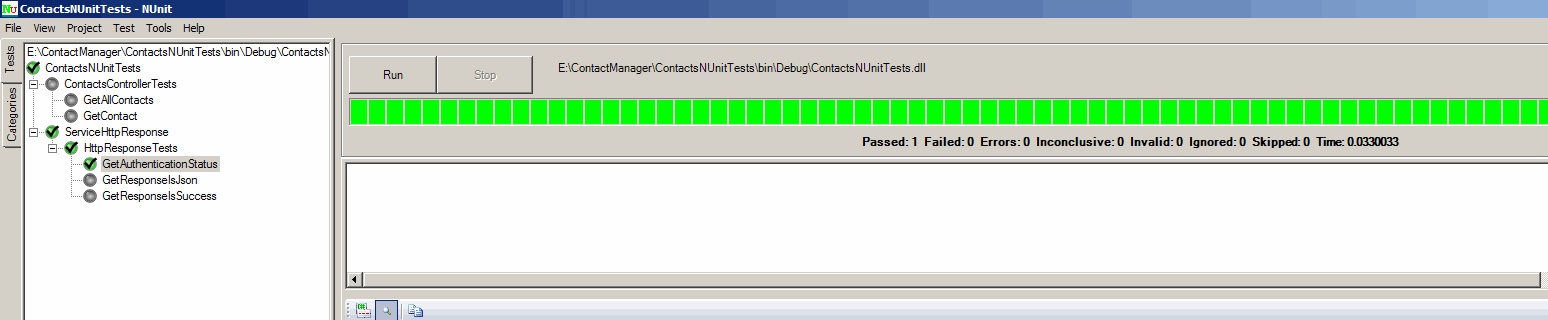 ContactsNUnitTests - NUnit
File View Project Test Tools Help
Tests
Categories
E:\ContactManager\ContactsNUnitTests\bin\Debug\ContactsN
ContactsNUnitTests
ContactsControllerTests
GetAllContacts
GetContact
ServiceHttpResponse
HttpResponseTests
GetAuthenticationStatus
GetResponseIsJson
GetResponseIsSuccess
Run Stop E:\ContactManager\ContactsNUnitTests\bin\Debug\ContactsNUnitTests.dll
Passed: 1 Failed: 0 Errors: 0 Inconclusive: 0 Invalid: 0 Ignored: 0 Skipped: 0 Time: 0.0330033